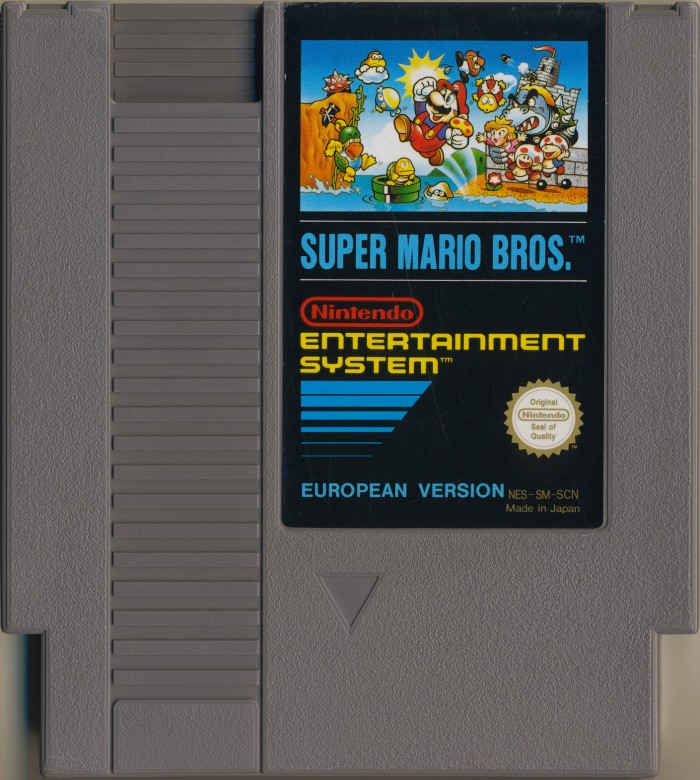 SUPER MARIO BROS.™
Nintendo
ENTERTAINMENT
SYSTEM™
Original
Nintendo
Seal of
Quality
TM
EUROPEAN VERSION NES-SM-SCN
Made in Japan